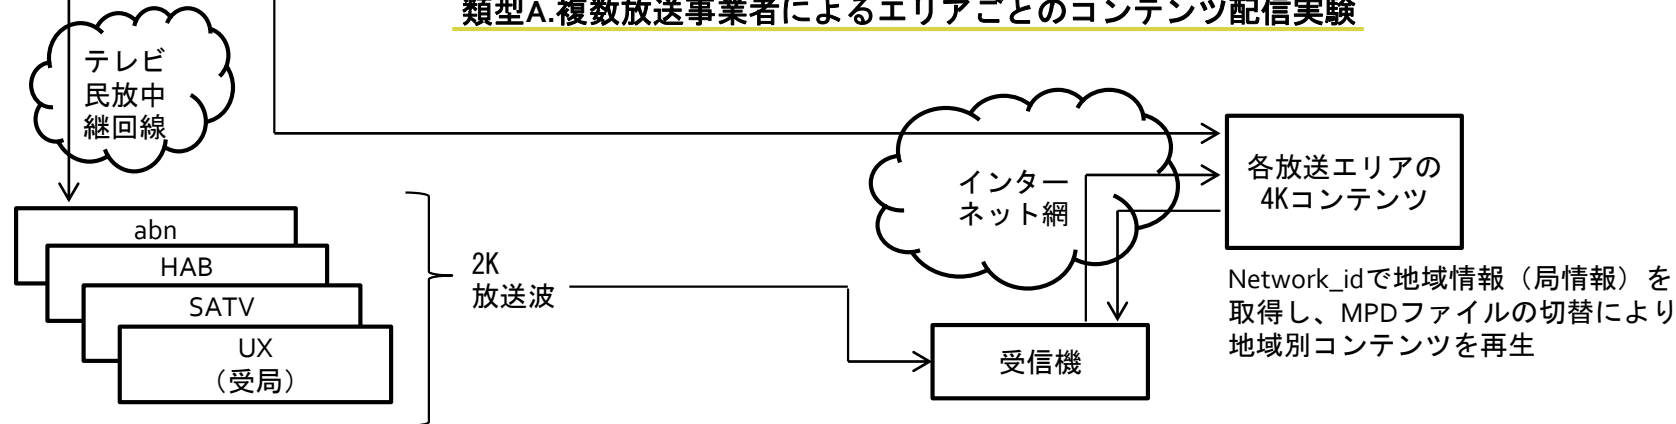 類型A.複数放送事業者によるエリアごとのコンテンツ配信実験
テレビ
民放中
継回線
abn
HAB
SATV
UX
（受局）
2K
放送波
インター
ネット網
受信機
各放送エリアの
4Kコンテンツ
Network_idで地域情報（局情報）を
取得し、MPDファイルの切替により
地域別コンテンツを再生